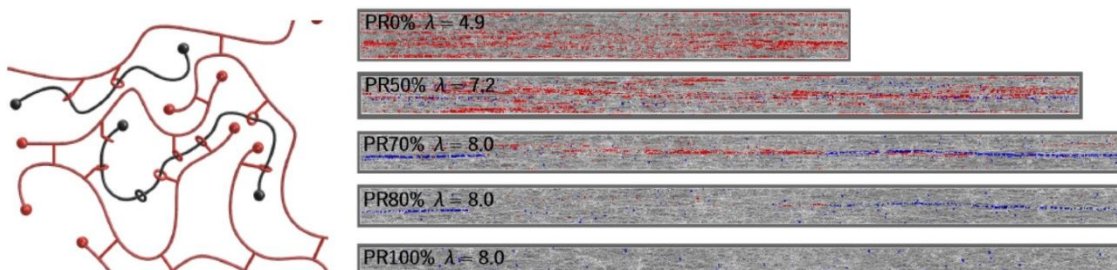 PR0% λ = 4.9
PR50% λ = 7.2
PR70% λ = 8.0
PR80% λ = 8.0
PR100% λ = 8.0